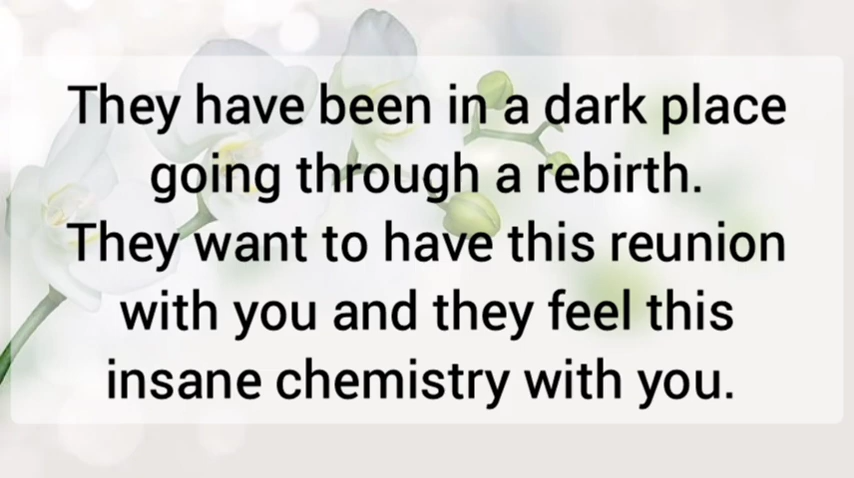 They have been in a dark place
going through a rebirth.
They want to have this reunion
with you and they feel this
insane chemistry with you.